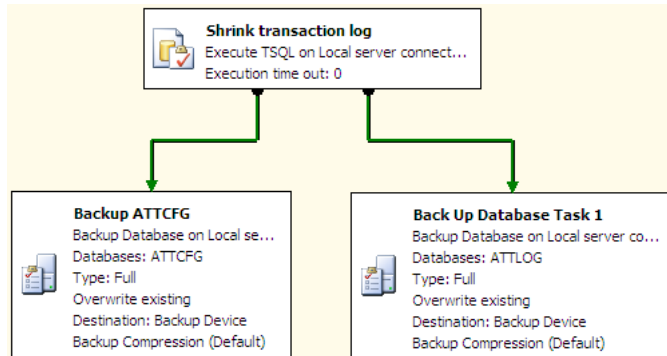 Shrink transaction log
Execute TSQL on Local server connect...
Execution time out: 0
Backup ATTCFG
Backup Database on Local se...
Databases: ATTCFG
Type: Full
Overwrite existing
Destination: Backup Device
Backup Compression (Default)
Back Up Database Task 1
Backup Database on Local server co...
Databases: ATTLOG
Type: Full
Overwrite existing
Destination: Backup Device
Backup Compression (Default)